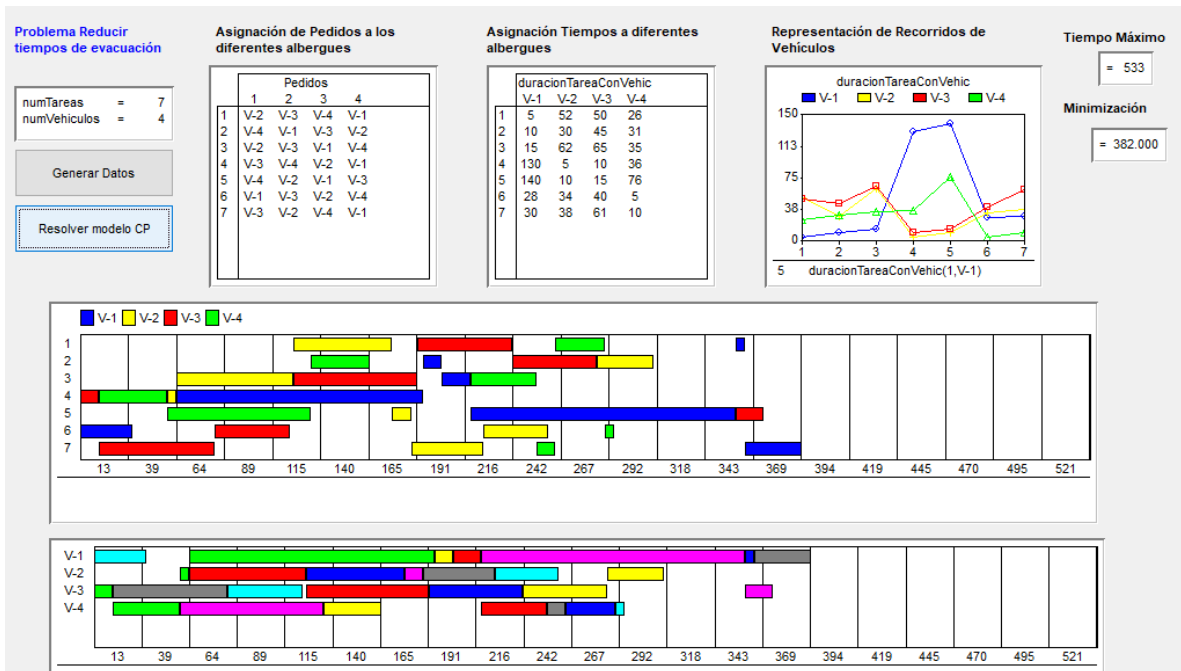 Problema Reducir
tiempos de evacuación
numTareas = 7
numVehiculos = 4
Generar Datos
Resolver modelo CP
Asignación de Pedidos a los
diferentes albergues
Pedidos
1 2 3 4
1 V-2 V-3 V-4 V-1
2 V-4 V-1 V-3 V-2
3 V-2 V-3 V-1 V-4
4 V-3 V-4 V-2 V-1
5 V-4 V-2 V-1 V-3
6 V-1 V-3 V-2 V-4
7 V-3 V-2 V-4 V-1
Asignación Tiempos a diferentes
albergues
duracionTareaConVehic
V-1 V-2 V-3 V-4
1 5 52 50 26
2 10 30 45 31
3 15 62 65 35
4 130 5 10 36
5 140 10 15 76
6 28 34 40 5
7 30 38 61 10
Representación de Recorridos de
Vehículos
duracionTareaConVehic
V-1 V-2 V-3 V-4
150
113
75
38
0
1 2 3 4 5 6 7
5 duracionTareaConVehic(1,V-1)
Tiempo Máximo
= 533
Minimización
= 382.000
V-1 V-2 V-3 V-4
1
2
3
4
5
6
7
13 39 64 89 115 140 165 191 216 242 267 292 318 343 369 394 419 445 470 495 521
V-1
V-2
V-3
V-4
13 39 64 89 115 140 165 191 216 242 267 292 318 343 369 394 419 445 470 495 521